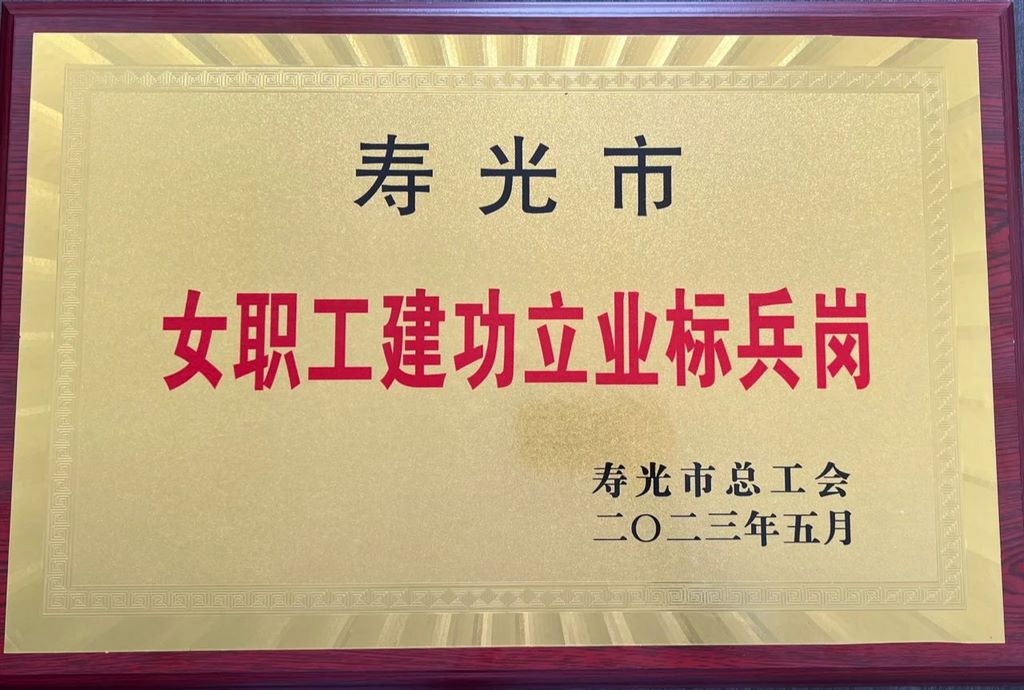 寿光市
女职工建功立业标兵岗
寿光市总工会
二〇二三年五月